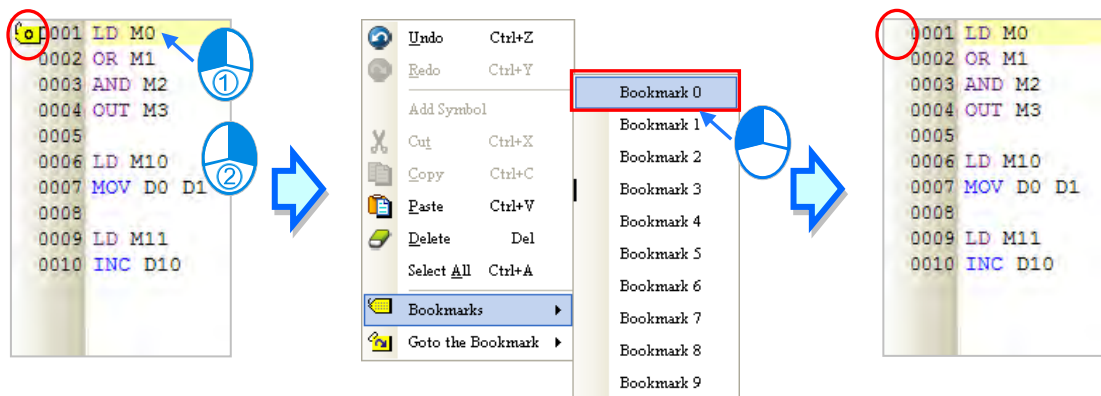 0001 LD M0
0002 OR M1
0003 AND M2
0004 OUT M3
0005
0006 LD M10
0007 MOV D0 D1
0008
0009 LD M11
0010 INC D10
1
2
Undo Ctrl+Z
Redo Ctrl+Y
Add Symbol
Cut Ctrl+X
Copy Ctrl+C
Paste Ctrl+V
Delete Del
Select All Ctrl+A
Bookmarks
Goto the Bookmark
Bookmark 0
Bookmark 1
Bookmark 2
Bookmark 3
Bookmark 4
Bookmark 5
Bookmark 6
Bookmark 7
Bookmark 8
Bookmark 9
0001 LD M0
0002 OR M1
0003 AND M2
0004 OUT M3
0005
0006 LD M10
0007 MOV D0 D1
0008
0009 LD M11
0010 INC D10